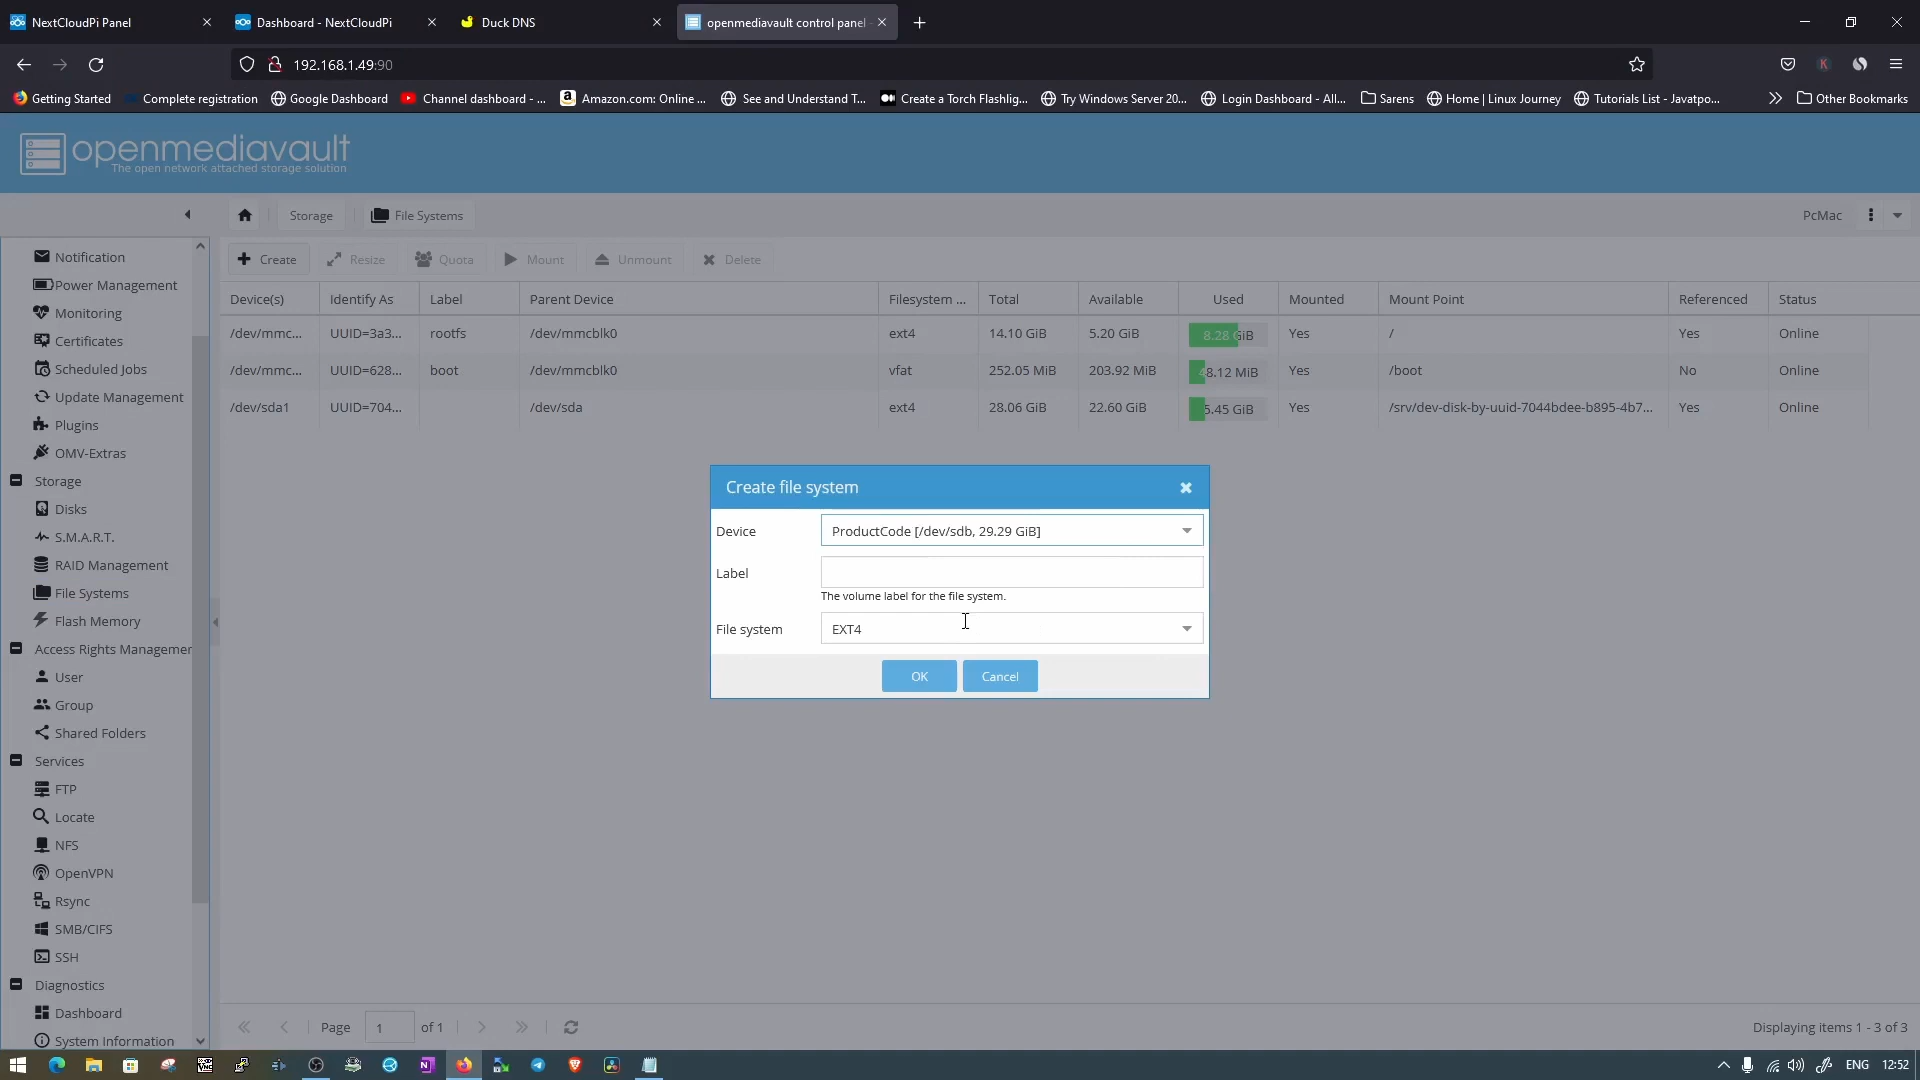 NextCloudPi Panel
Dashboard - NextCloudPi
Duck DNS
openmediavault control panel -
192.168.1.49:90
Getting Started
Complete registration
Google Dashboard
Channel dashboard - ...
Amazon.com: Online ...
See and Understand T...
Create a Torch Flashlig...
Try Windows Server 20...
Login Dashboard - All...
Sarens
Home | Linux Journey
Tutorials List - Javatpo...
Other Bookmarks
openmediavault
The open network attached storage solution
Storage
File Systems
PcMac
Notification
Power Management
Monitoring
Certificates
Scheduled Jobs
Update Management
Plugins
OMV-Extras
Storage
Disks
S.M.A.R.T.
RAID Management
File Systems
Flash Memory
Access Rights Managemen
User
Group
Shared Folders
Services
FTP
Locate
NFS
OpenVPN
Rsync
SMB/CIFS
SSH
Diagnostics
Dashboard
System Information
Create
Resize
Quota
Mount
Unmount
Delete
Device(s) Identify As Label Parent Device Filesystem ... Total Available Used Mounted Mount Point Referenced Status
/dev/mmc... UUID=3a3... rootfs /dev/mmcblk0 ext4 14.10 GiB 5.20 GiB 8.28 GiB Yes / Yes Online
/dev/mmc... UUID=628... boot /dev/mmcblk0 vfat 252.05 MiB 203.92 MiB 48.12 MiB Yes /boot No Online
/dev/sda1 UUID=704... /dev/sda ext4 28.06 GiB 22.60 GiB 5.45 GiB Yes /srv/dev-disk-by-uuid-7044bdee-b895-4b7... Yes Online
Create file system
Device ProductCode [/dev/sdb, 29.29 GiB]
Label
The volume label for the file system.
File system EXT4
OK
Cancel
Page 1 of 1
Displaying items 1 - 3 of 3
ENG
12:52